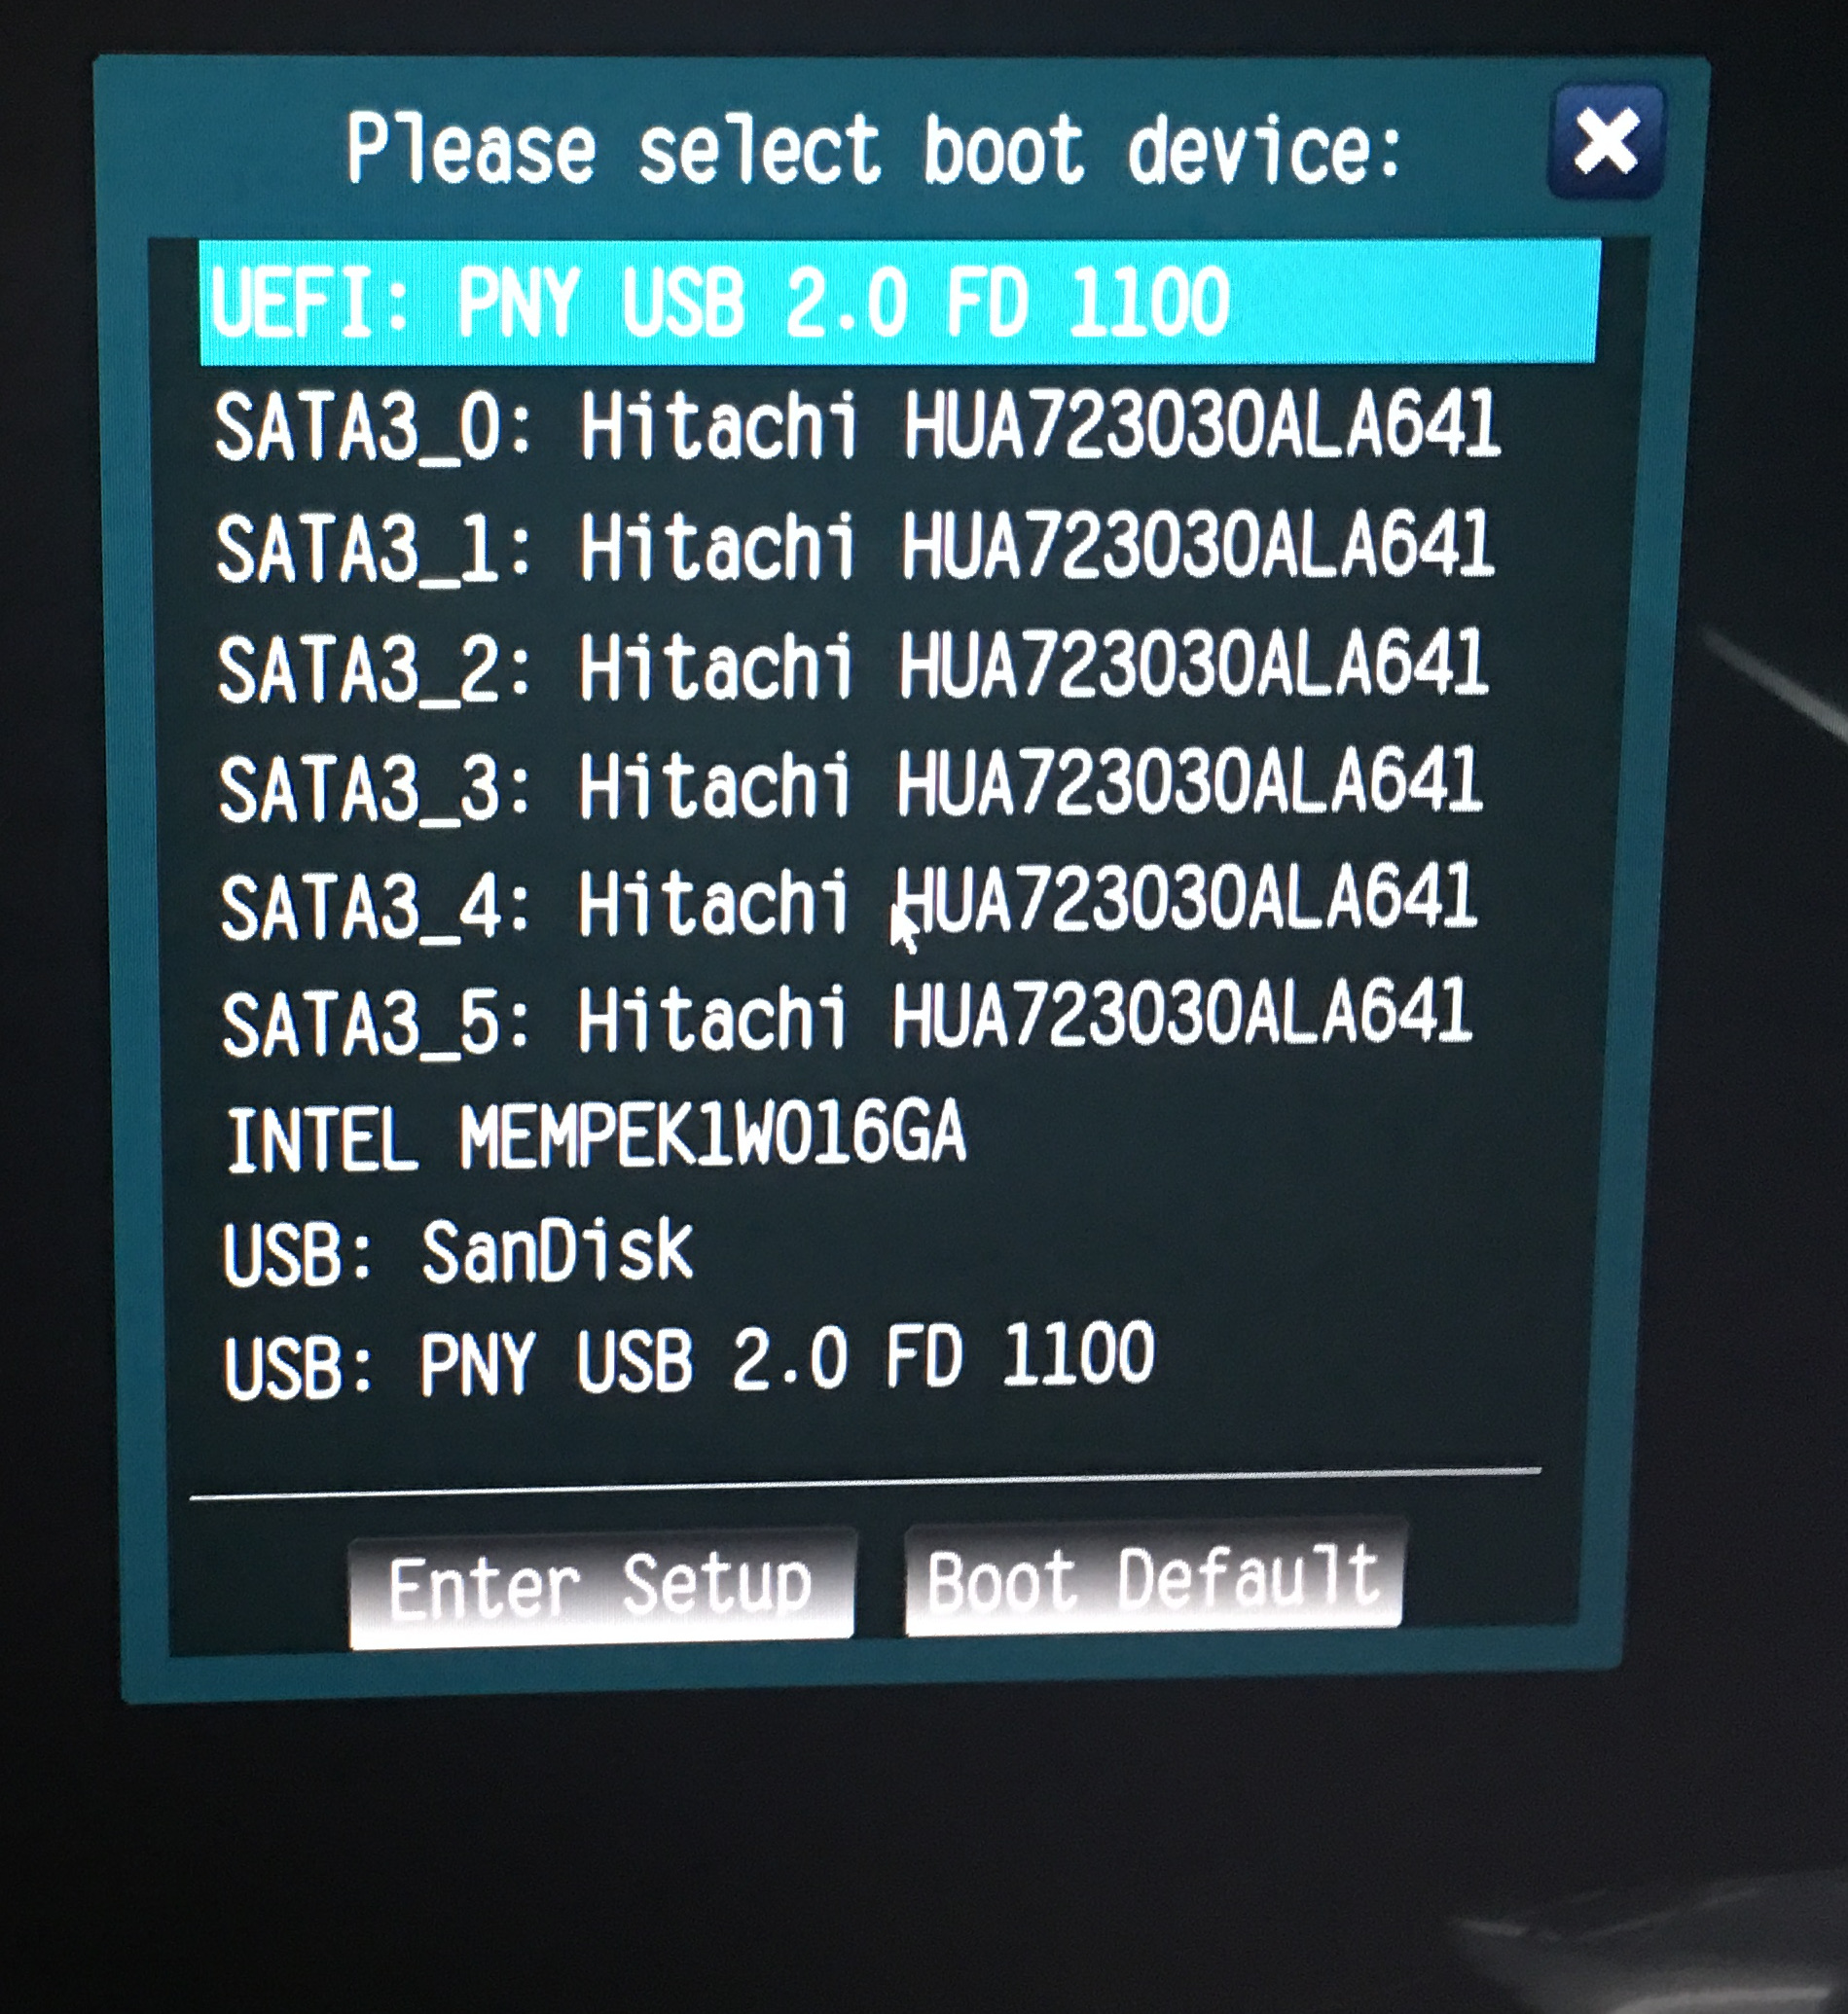 Please select boot device:
UEFI: PNY USB 2.0 FD 1100
SATA3_0: Hitachi HUA723030ALA641
SATA3_1: Hitachi HUA723030ALA641
SATA3_2: Hitachi HUA723030ALA641
SATA3_3: Hitachi HUA723030ALA641
SATA3_4: Hitachi HUA723030ALA641
SATA3_5: Hitachi HUA723030ALA641
INTEL MEMPEK1W016GA
USB: SanDisk
USB: PNY USB 2.0 FD 1100
Enter Setup Boot Default